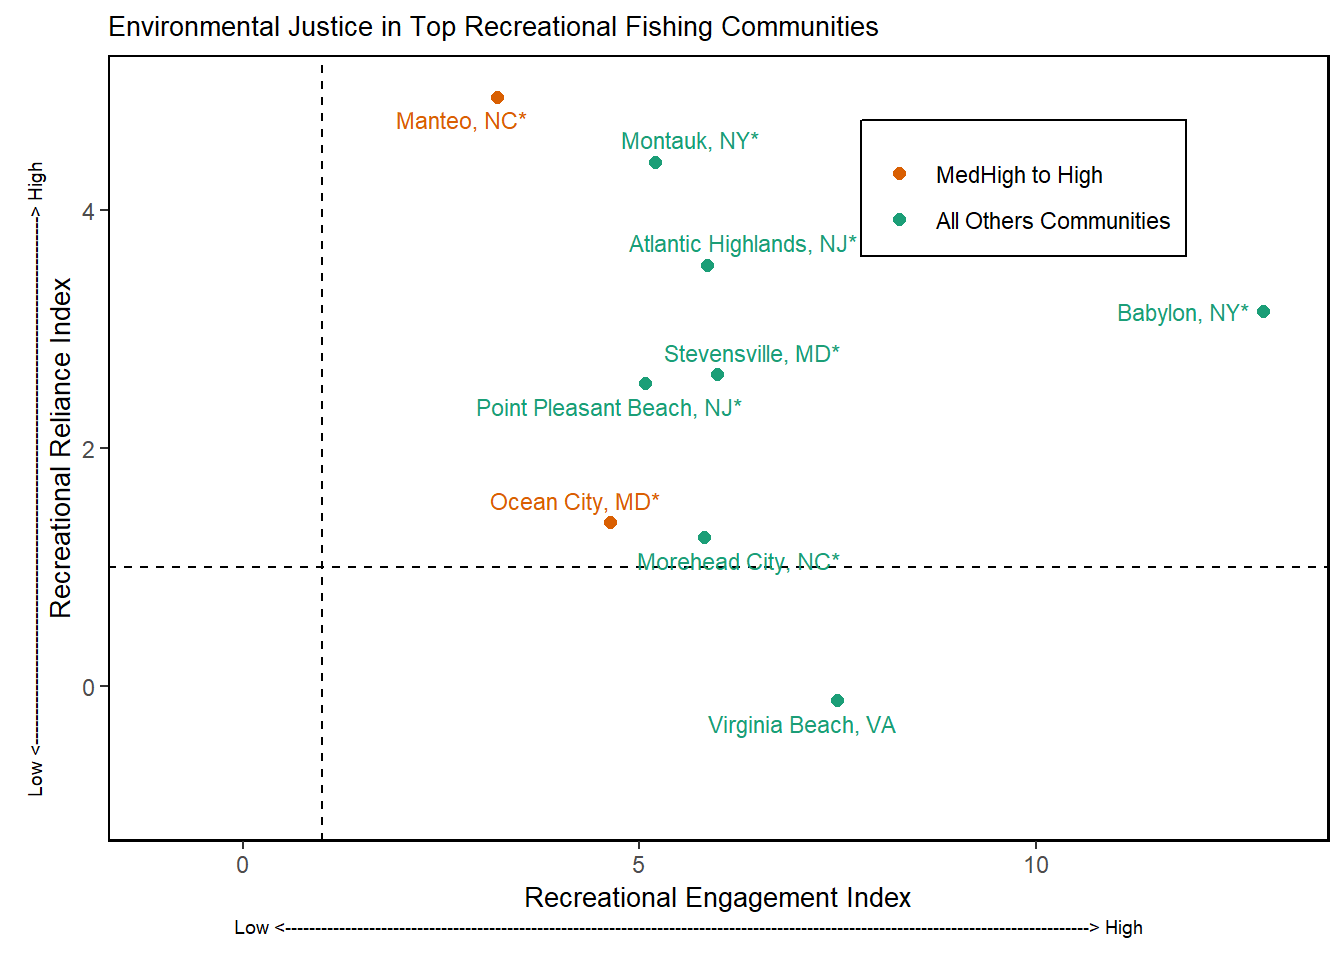 Environmental Justice in Top Recreational Fishing Communities
Manteo, NC*
Montauk, NY*
MedHigh to High
All Others Communities
Atlantic Highlands, NJ*
Babylon, NY*
Stevensville, MD*
Point Pleasant Beach, NJ*
Ocean City, MD*
Morehead City, NC*
Virginia Beach, VA
4
2
0
Recreational Reliance Index
Low <----------------------------------------------------------------------------------------> High
0
5
10
Recreational Engagement Index
Low <--------------------------------------------------------------------------------------------------------------------------------------> High